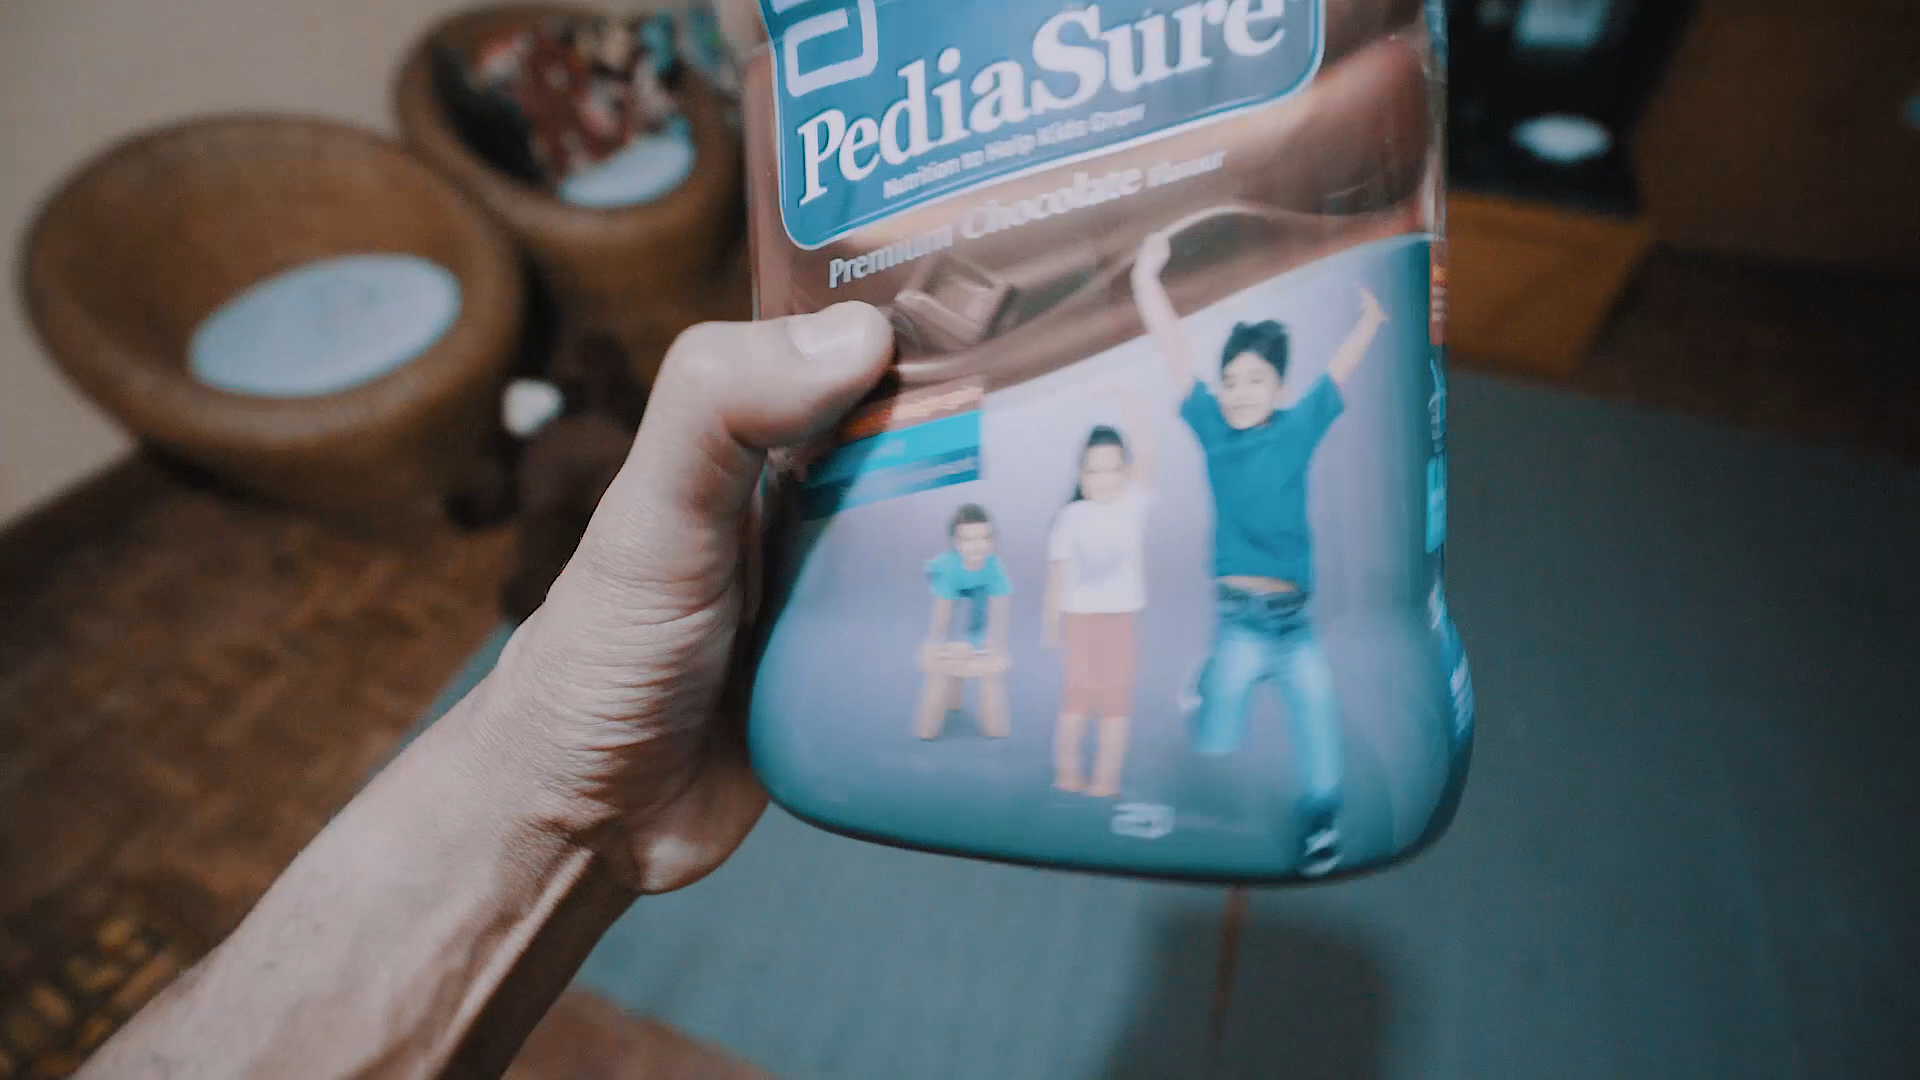 PediaSure
Nutrition to Help Kids Grow
Premium Chocolate Flavour